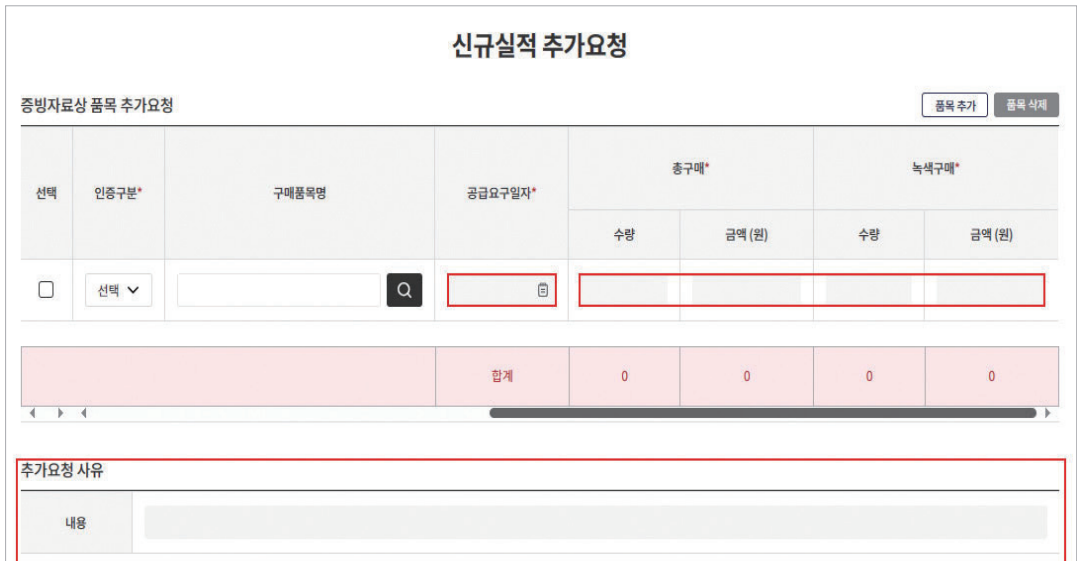 신규실적 추가요청
증빙자료상 품목 추가요청
품목 추가
품목 삭제
선택
인증구분*
구매품목명
공급요구일자*
총구매*
녹색구매*
수량
금액 (원)
수량
금액 (원)
선택
합계
0
0
0
0
추가요청 사유
내용